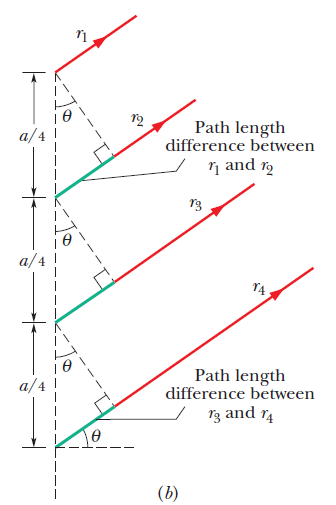 r1
θ
r2
a/4
Path length
difference between
r1 and r2
r3
θ
a/4
r4
θ
a/4
Path length
difference between
r3 and r4
θ
(b)